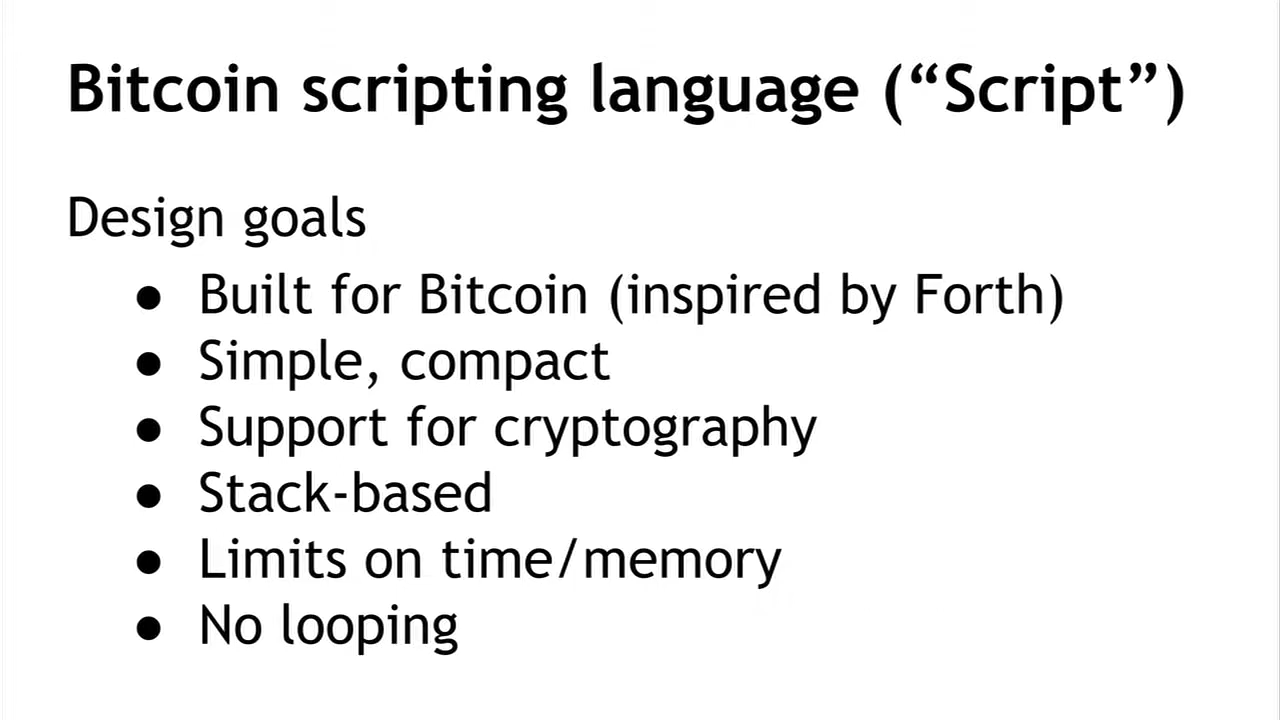 Bitcoin scripting language (“Script”)
Design goals
● Built for Bitcoin (inspired by Forth)
● Simple, compact
● Support for cryptography
● Stack-based
● Limits on time/memory
● No looping